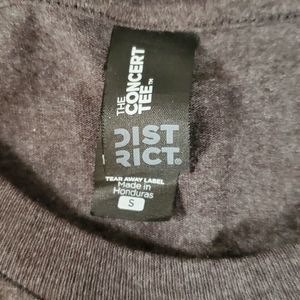 THE
CONCERT
TEE™
DIST
RICT.
TEAR AWAY LABEL
Made in
Honduras
S